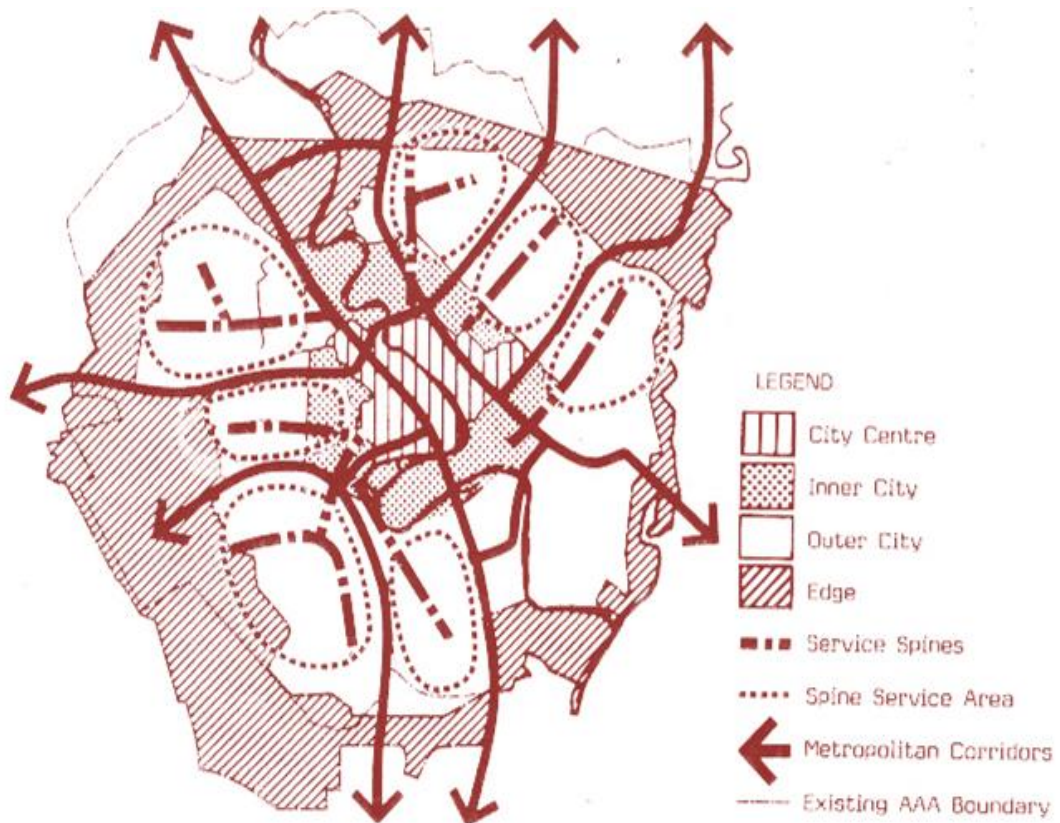 LEGEND
City Centre
Inner City
Outer City
Edge
Service Spines
Spine Service Area
Metropolitan Corridors
Existing AAA Boundary